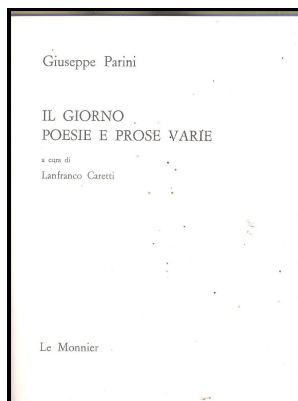 Giuseppe Parini
IL GIORNO
POESIE E PROSE VARIE
a cura di
Lanfranco Caretti
Le Monnier